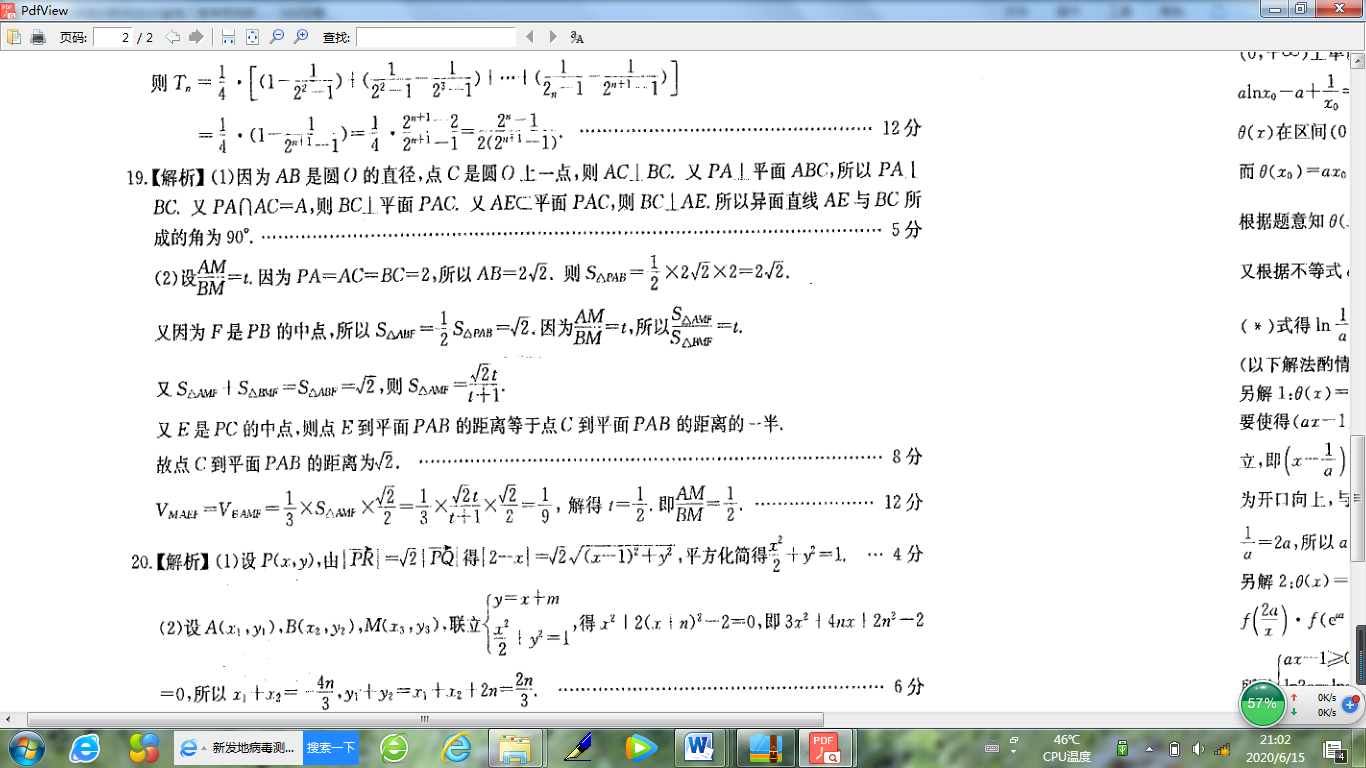 PdfView
页码: 2 / 2 查找:
则 Tₙ = 1/4 · [(1 − 1/(2²−1)) + (1/(2²−1) − 1/(2³−1)) + … + (1/(2ₙ−1) − 1/(2ⁿ⁺¹−1))]
= 1/4 · (1 − 1/(2ⁿ⁺¹−1)) = 1/4 · (2ⁿ⁺¹−2)/(2ⁿ⁺¹−1) = (2ⁿ−1)/(2(2ⁿ⁺¹−1)). …… 12 分
19.【解析】(1)因为 AB 是圆 O 的直径,点 C 是圆 O 上一点,则 AC⊥BC. 又 PA⊥平面 ABC,所以 PA⊥
BC. 又 PA∩AC=A,则 BC⊥平面 PAC. 又 AE⊂平面 PAC,则 BC⊥AE.所以异面直线 AE 与 BC 所
成的角为 90°. …… 5 分
(2)设 AM/BM = t. 因为 PA=AC=BC=2,所以 AB=2√2. 则 S△PAB = 1/2 ×2√2×2=2√2.
又因为 F 是 PB 的中点,所以 S△ABF = 1/2 S△PAB = √2. 因为 AM/BM = t,所以 S△AMF/S△BMF = t.
又 S△AMF + S△BMF = S△ABF = √2,则 S△AMF = √2t/(t+1).
又 E 是 PC 的中点,则点 E 到平面 PAB 的距离等于点 C 到平面 PAB 的距离的一半.
故点 C 到平面 PAB 的距离为√2. …… 8 分
V_MAEF = V_EAMF = 1/3 × S△AMF × √2/2 = 1/3 × √2t/(t+1) × √2/2 = 1/9, 解得 t = 1/2. 即 AM/BM = 1/2. …… 12 分
20.【解析】(1)设 P(x,y),由|PR|=√2|PQ|得|2−x|=√2√((x−1)²+y²),平方化简得 x²/2 + y² = 1. … 4 分
(2)设 A(x₁,y₁),B(x₂,y₂),M(x₃,y₃),联立{y=x+m, x²/2 + y² = 1,得 x²+2(x+n)²−2=0,即 3x²+4nx+2n²−2
=0,所以 x₁+x₂ = −4n/3, y₁+y₂ = x₁+x₂+2n = 2n/3. …… 6 分
alnx₀−a+1/x₀=
θ(x)在区间(0
而 θ(x₀)=ax₀
根据题意知 θ(
又根据不等式
(*)式得 ln 1/a
(以下解法酌情
另解 1:θ(x)=
要使得(ax−1
立,即(x−1/a)
为开口向上,与
1/a=2a,所以 a
另解 2:θ(x)=
f(2a/x)·f(e
ax−1≥0
57%
0K/s
0K/s
新发地病毒测... 搜索一下
46℃
CPU温度
21:02
2020/6/15
4